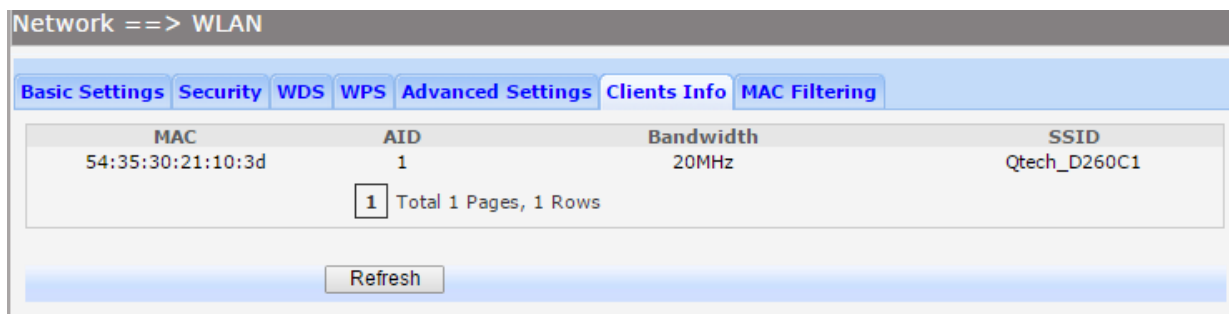 Network ==> WLAN
Basic Settings Security WDS WPS Advanced Settings Clients Info MAC Filtering
MAC AID Bandwidth SSID
54:35:30:21:10:3d 1 20MHz Qtech_D260C1
1 Total 1 Pages, 1 Rows
Refresh